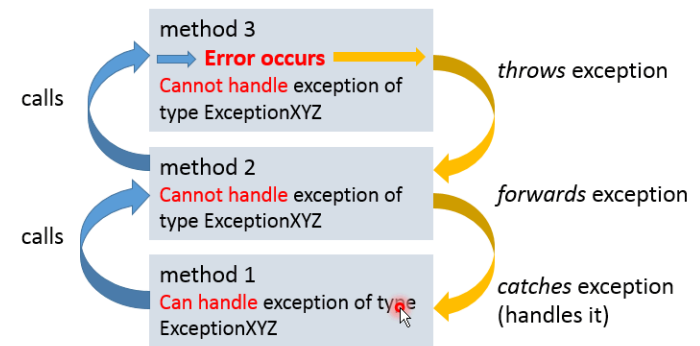 method 3
Error occurs
Cannot handle exception of
type ExceptionXYZ
throws exception
calls
method 2
Cannot handle exception of
type ExceptionXYZ
forwards exception
calls
method 1
Can handle exception of type
ExceptionXYZ
catches exception
(handles it)